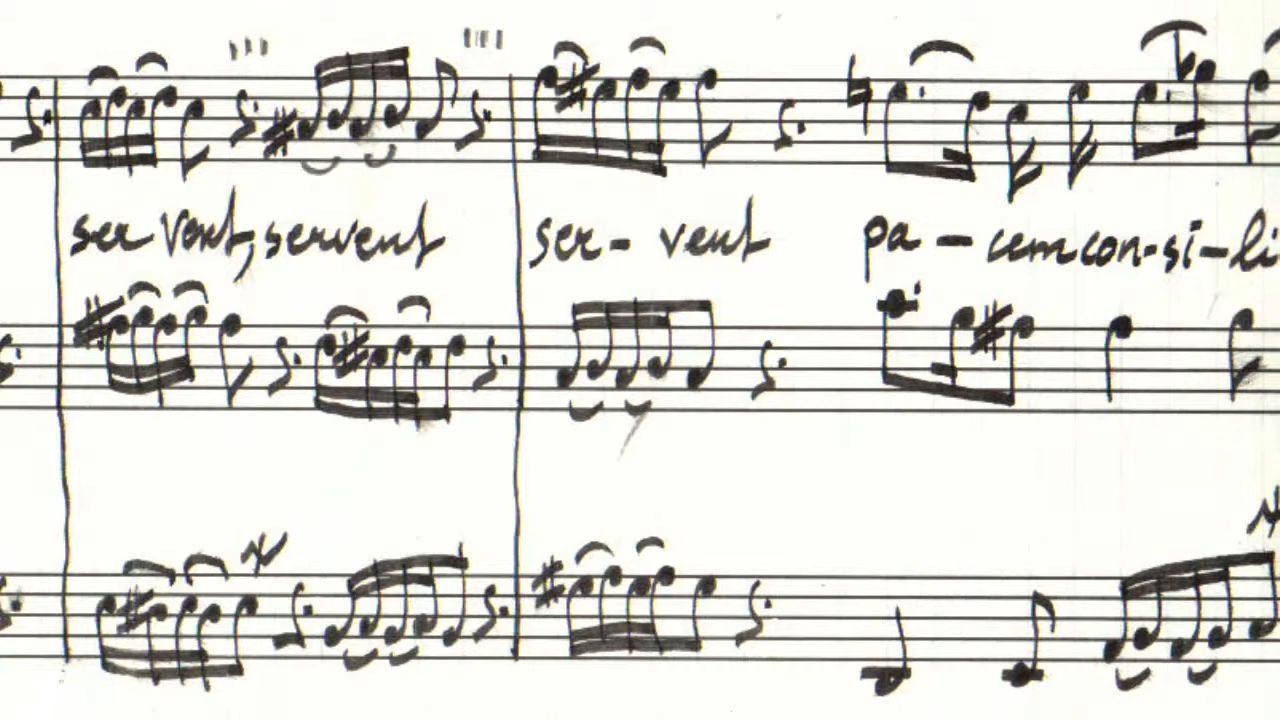 ser vent, servent ser- vent pa - cem con-si-li